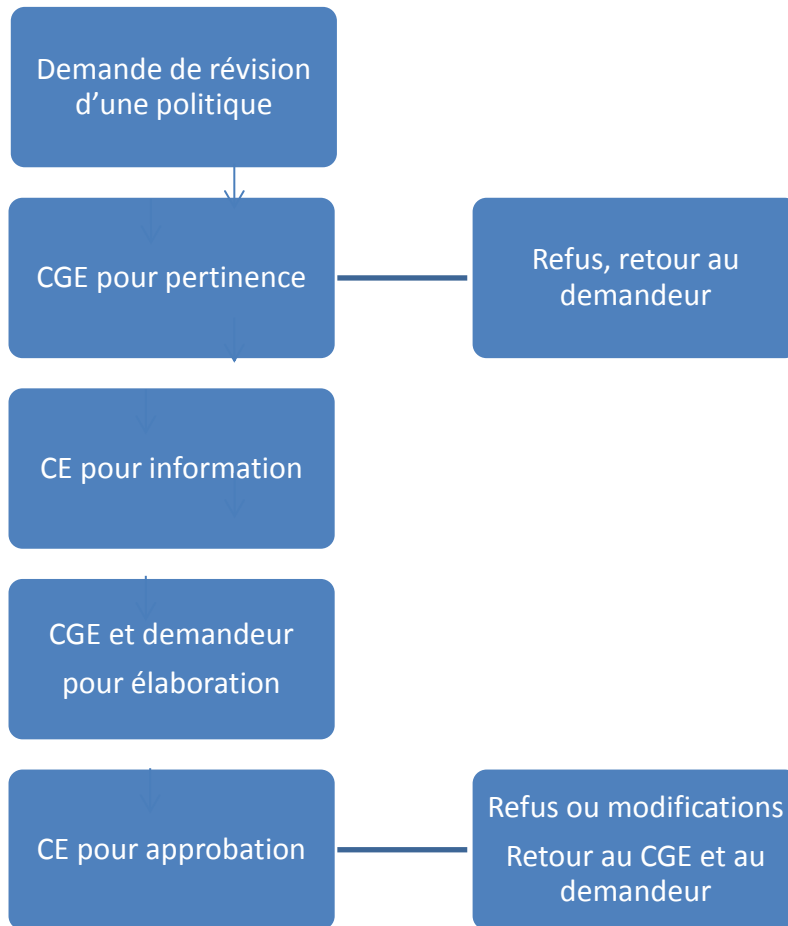 Demande de révision
d’une politique
CGE pour pertinence
Refus, retour au
demandeur
CE pour information
CGE et demandeur
pour élaboration
CE pour approbation
Refus ou modifications
Retour au CGE et au
demandeur